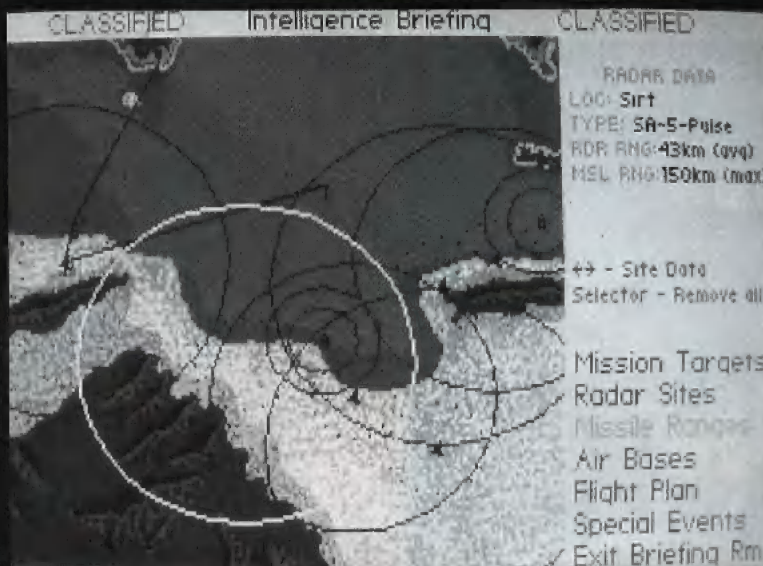 CLASSIFIED Intelligence Briefing CLASSIFIED
RADAR DATA
LOC: Sirt
TYPE: SA-5-Pulse
RDR RNG:43km (avg)
MSL RNG:150km (max
↔ - Site Data
Selector - Remove all
Mission Targets
Radar Sites
Missile Ranges
Air Bases
Flight Plan
Special Events
✓ Exit Briefing Rm